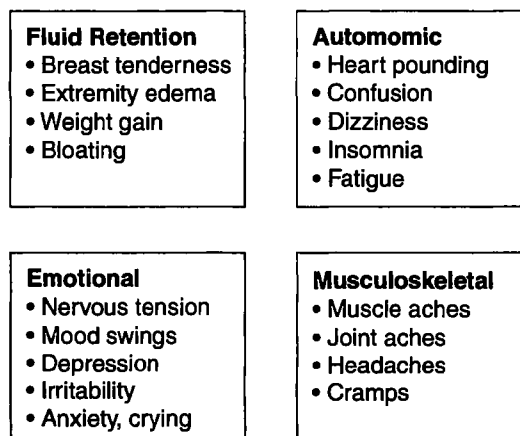 Fluid Retention
• Breast tenderness
• Extremity edema
• Weight gain
• Bloating
Automomic
• Heart pounding
• Confusion
• Dizziness
• Insomnia
• Fatigue
Emotional
• Nervous tension
• Mood swings
• Depression
• Irritability
• Anxiety, crying
Musculoskeletal
• Muscle aches
• Joint aches
• Headaches
• Cramps